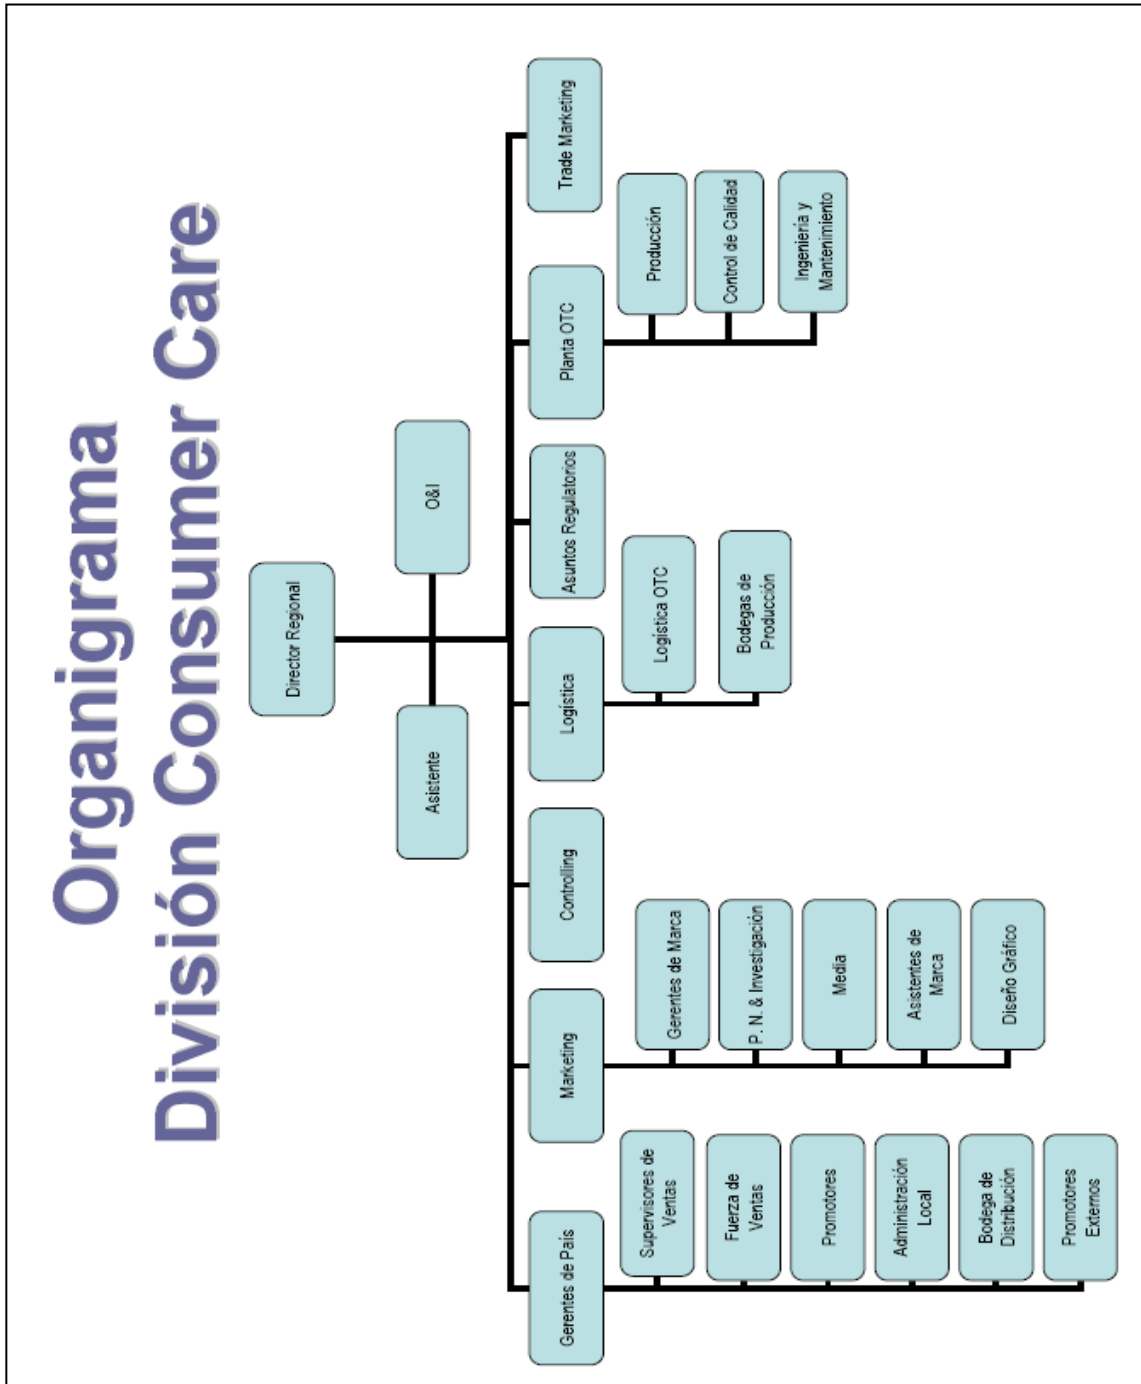 Organigrama
División Consumer Care
Director Regional
Asistente
O&I
Gerentes de País
Marketing
Controlling
Logística
Asuntos Regulatorios
Planta OTC
Trade Marketing
Supervisores de
Ventas
Fuerza de
Ventas
Promotores
Administración
Local
Bodega de
Distribución
Promotores
Externos
Gerentes de Marca
P. N. & Investigación
Media
Asistentes de
Marca
Diseño Gráfico
Logística OTC
Bodegas de
Producción
Producción
Control de Calidad
Ingeniería y
Mantenimiento